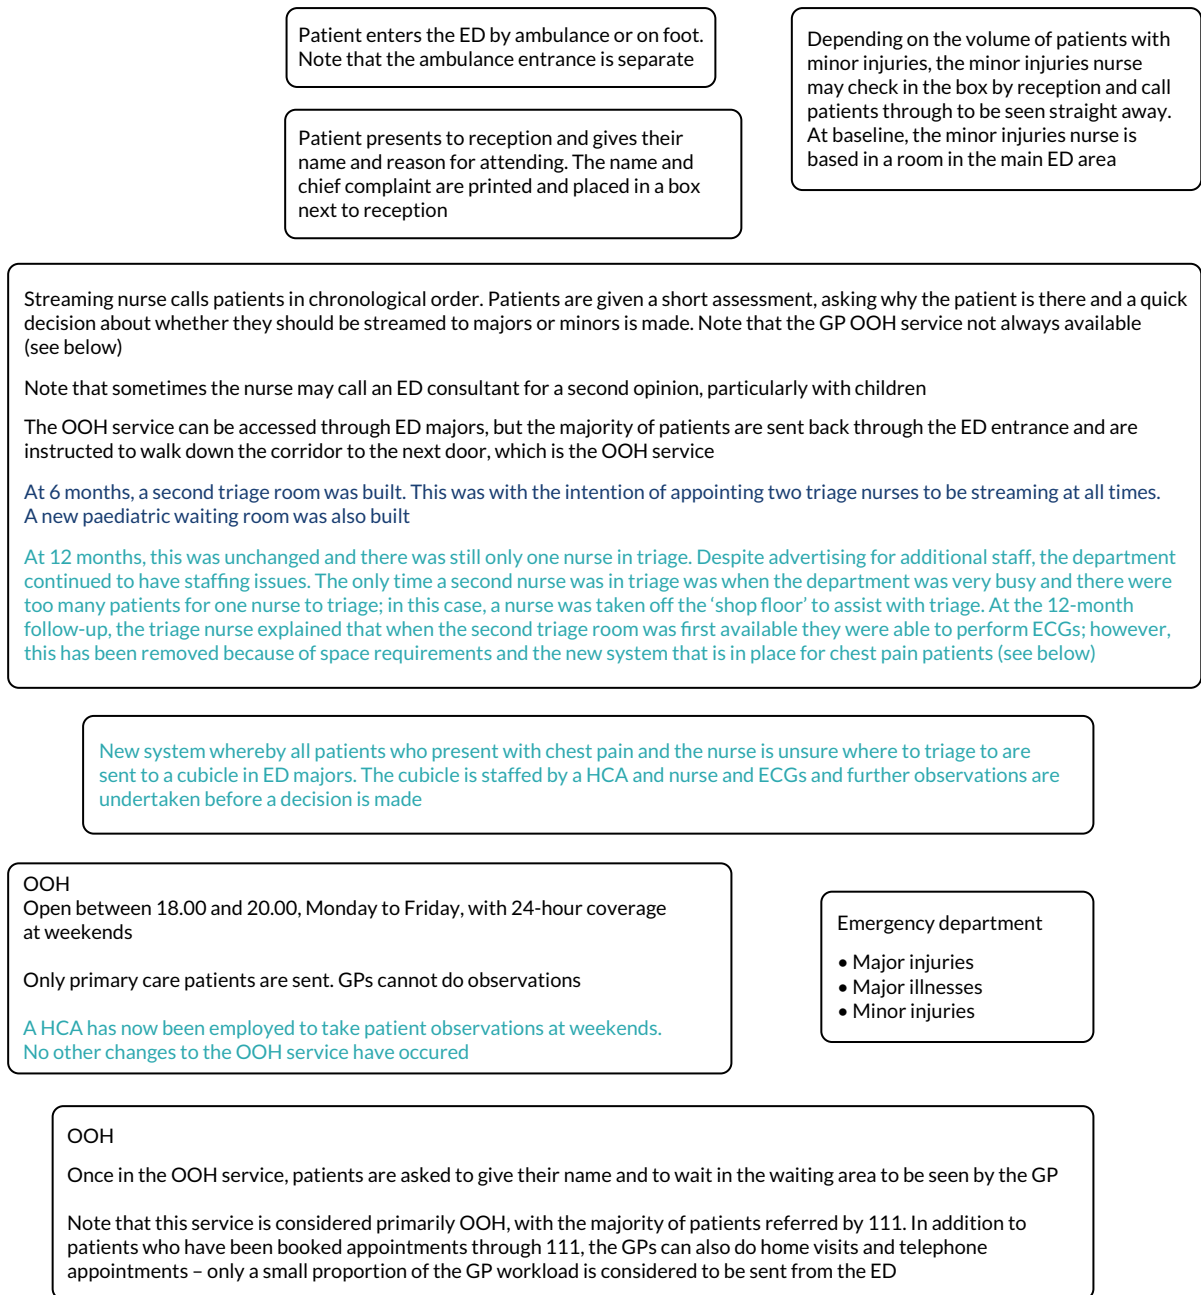 Patient enters the ED by ambulance or on foot.
Note that the ambulance entrance is separate
Depending on the volume of patients with
minor injuries, the minor injuries nurse
may check in the box by reception and call
patients through to be seen straight away.
At baseline, the minor injuries nurse is
based in a room in the main ED area
Patient presents to reception and gives their
name and reason for attending. The name and
chief complaint are printed and placed in a box
next to reception
Streaming nurse calls patients in chronological order. Patients are given a short assessment, asking why the patient is there and a quick
decision about whether they should be streamed to majors or minors is made. Note that the GP OOH service not always available
(see below)
Note that sometimes the nurse may call an ED consultant for a second opinion, particularly with children
The OOH service can be accessed through ED majors, but the majority of patients are sent back through the ED entrance and are
instructed to walk down the corridor to the next door, which is the OOH service
At 6 months, a second triage room was built. This was with the intention of appointing two triage nurses to be streaming at all times.
A new paediatric waiting room was also built
At 12 months, this was unchanged and there was still only one nurse in triage. Despite advertising for additional staff, the department
continued to have staffing issues. The only time a second nurse was in triage was when the department was very busy and there were
too many patients for one nurse to triage; in this case, a nurse was taken off the ‘shop floor’ to assist with triage. At the 12-month
follow-up, the triage nurse explained that when the second triage room was first available they were able to perform ECGs; however,
this has been removed because of space requirements and the new system that is in place for chest pain patients (see below)
New system whereby all patients who present with chest pain and the nurse is unsure where to triage to are
sent to a cubicle in ED majors. The cubicle is staffed by a HCA and nurse and ECGs and further observations are
undertaken before a decision is made
OOH
Open between 18.00 and 20.00, Monday to Friday, with 24-hour coverage
at weekends
Only primary care patients are sent. GPs cannot do observations
A HCA has now been employed to take patient observations at weekends.
No other changes to the OOH service have occured
Emergency department
• Major injuries
• Major illnesses
• Minor injuries
OOH
Once in the OOH service, patients are asked to give their name and to wait in the waiting area to be seen by the GP
Note that this service is considered primarily OOH, with the majority of patients referred by 111. In addition to
patients who have been booked appointments through 111, the GPs can also do home visits and telephone
appointments – only a small proportion of the GP workload is considered to be sent from the ED